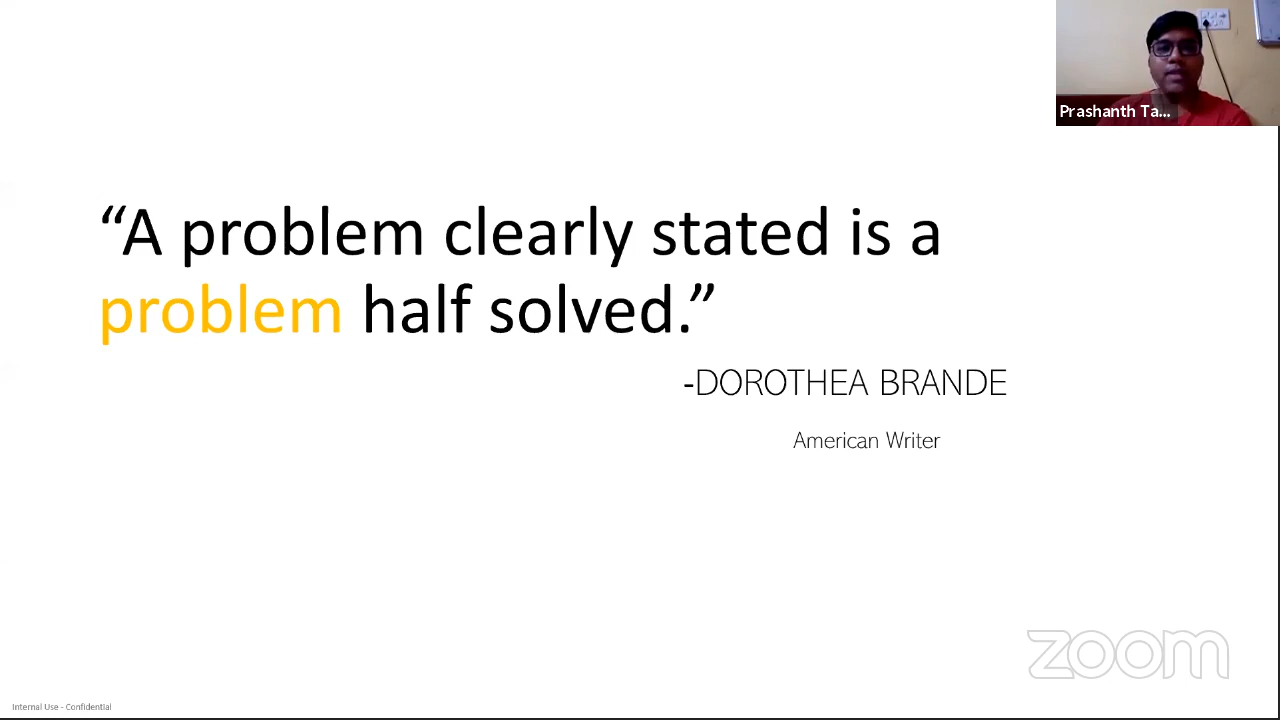 Prashanth Ta...
“A problem clearly stated is a
problem half solved.”
-DOROTHEA BRANDE
American Writer
zoom
Internal Use - Confidential